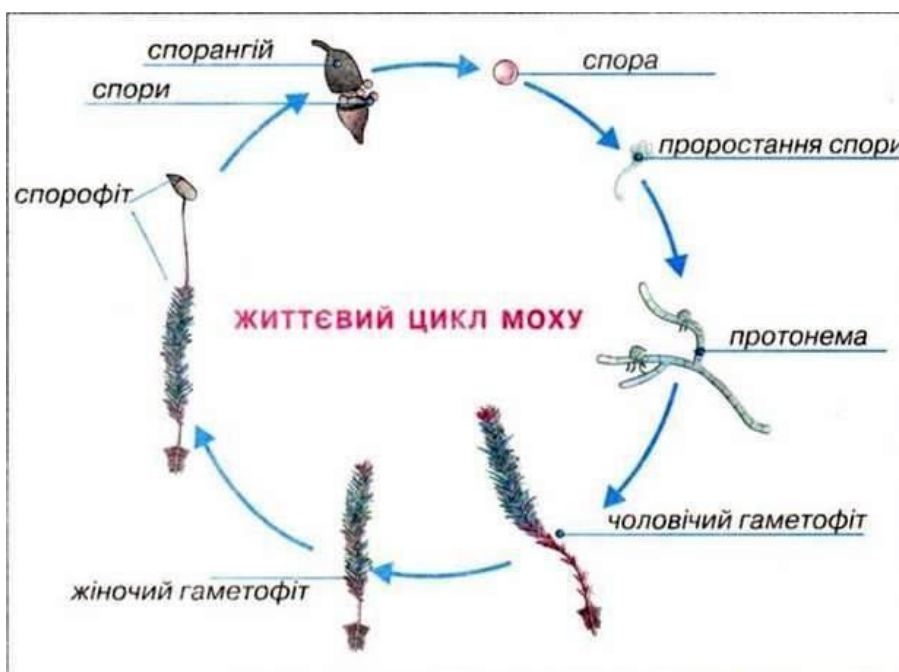 спорангій
спора
спори
проростання спори
спорофіт
ЖИТТЄВИЙ ЦИКЛ МОХУ
протонема
чоловічий гаметофіт
жіночий гаметофіт